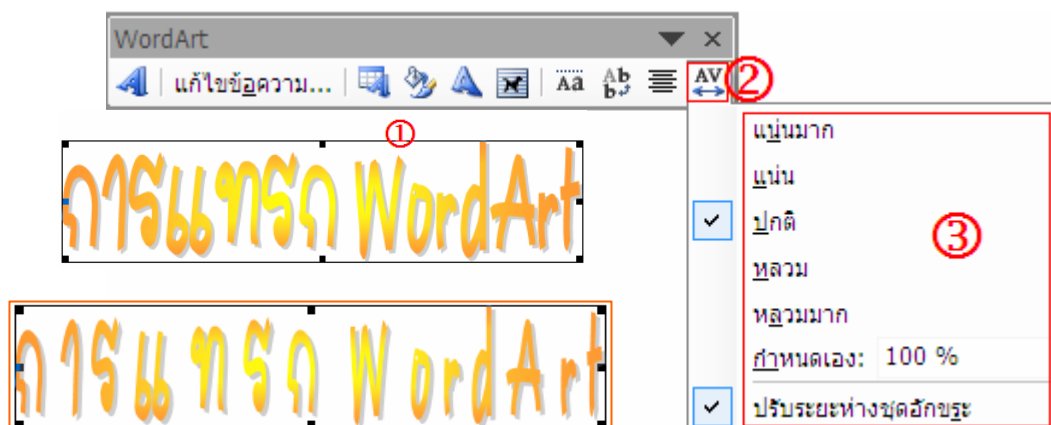 WordArt
แก้ไขข้อความ... Aa Ab b AV ②
①
การแทรก WordArt
การแทรก WordArt
แน่นมาก
แน่น
ปกติ
③
หลวม
หลวมมาก
กำหนดเอง: 100 %
ปรับระยะห่างชุดอักขระ